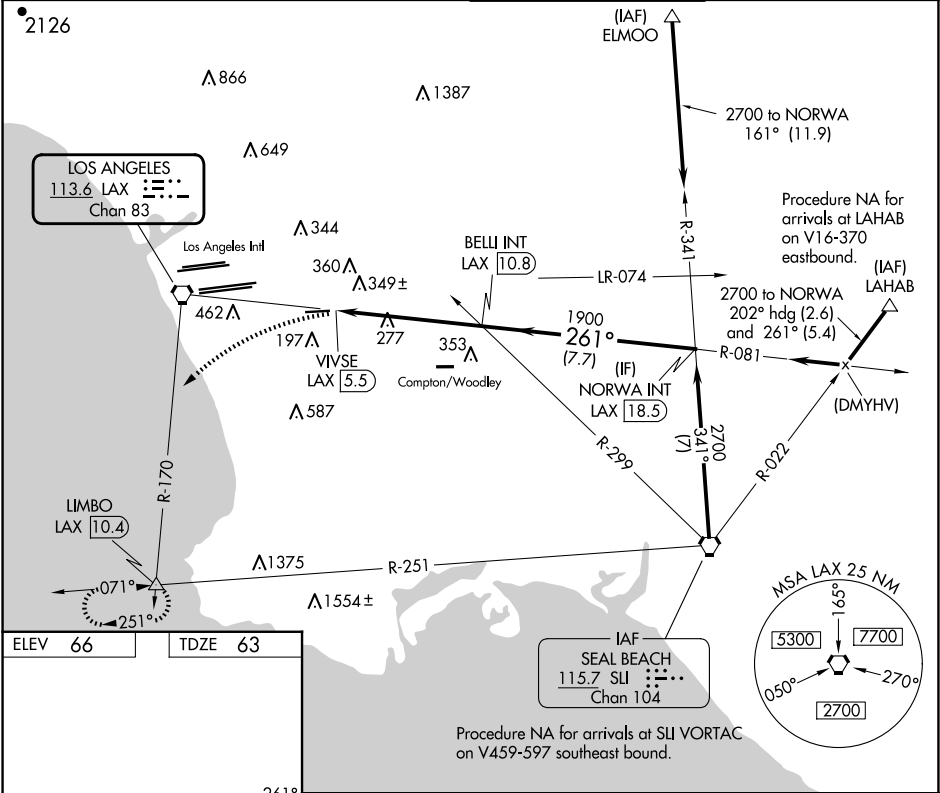 2126
(IAF)
ELMOO
866
1387
2700 to NORWA
161° (11.9)
649
LOS ANGELES
113.6 LAX
Chan 83
Procedure NA for
arrivals at LAHAB
on V16-370
eastbound.
344
Los Angeles Intl
BELLI INT
LAX 10.8
R-341
360
349±
LR-074
(IAF)
LAHAB
2700 to NORWA
202° hdg (2.6)
and 261° (5.4)
462
1900
261°
(7.7)
197
277
353
R-081
VIVSE
LAX 5.5
Compton/Woodley
(IF)
NORWA INT
LAX 18.5
(DMYHV)
587
2700
341°
(7)
R-299
R-022
R-170
LIMBO
LAX 10.4
1375
R-251
071°
251°
1554±
MSA LAX 25 NM
165°
5300
7700
050°
270°
2700
ELEV 66
TDZE 63
IAF
SEAL BEACH
115.7 SLI
Chan 104
Procedure NA for arrivals at SLI VORTAC
on V459-597 southeast bound.
261°